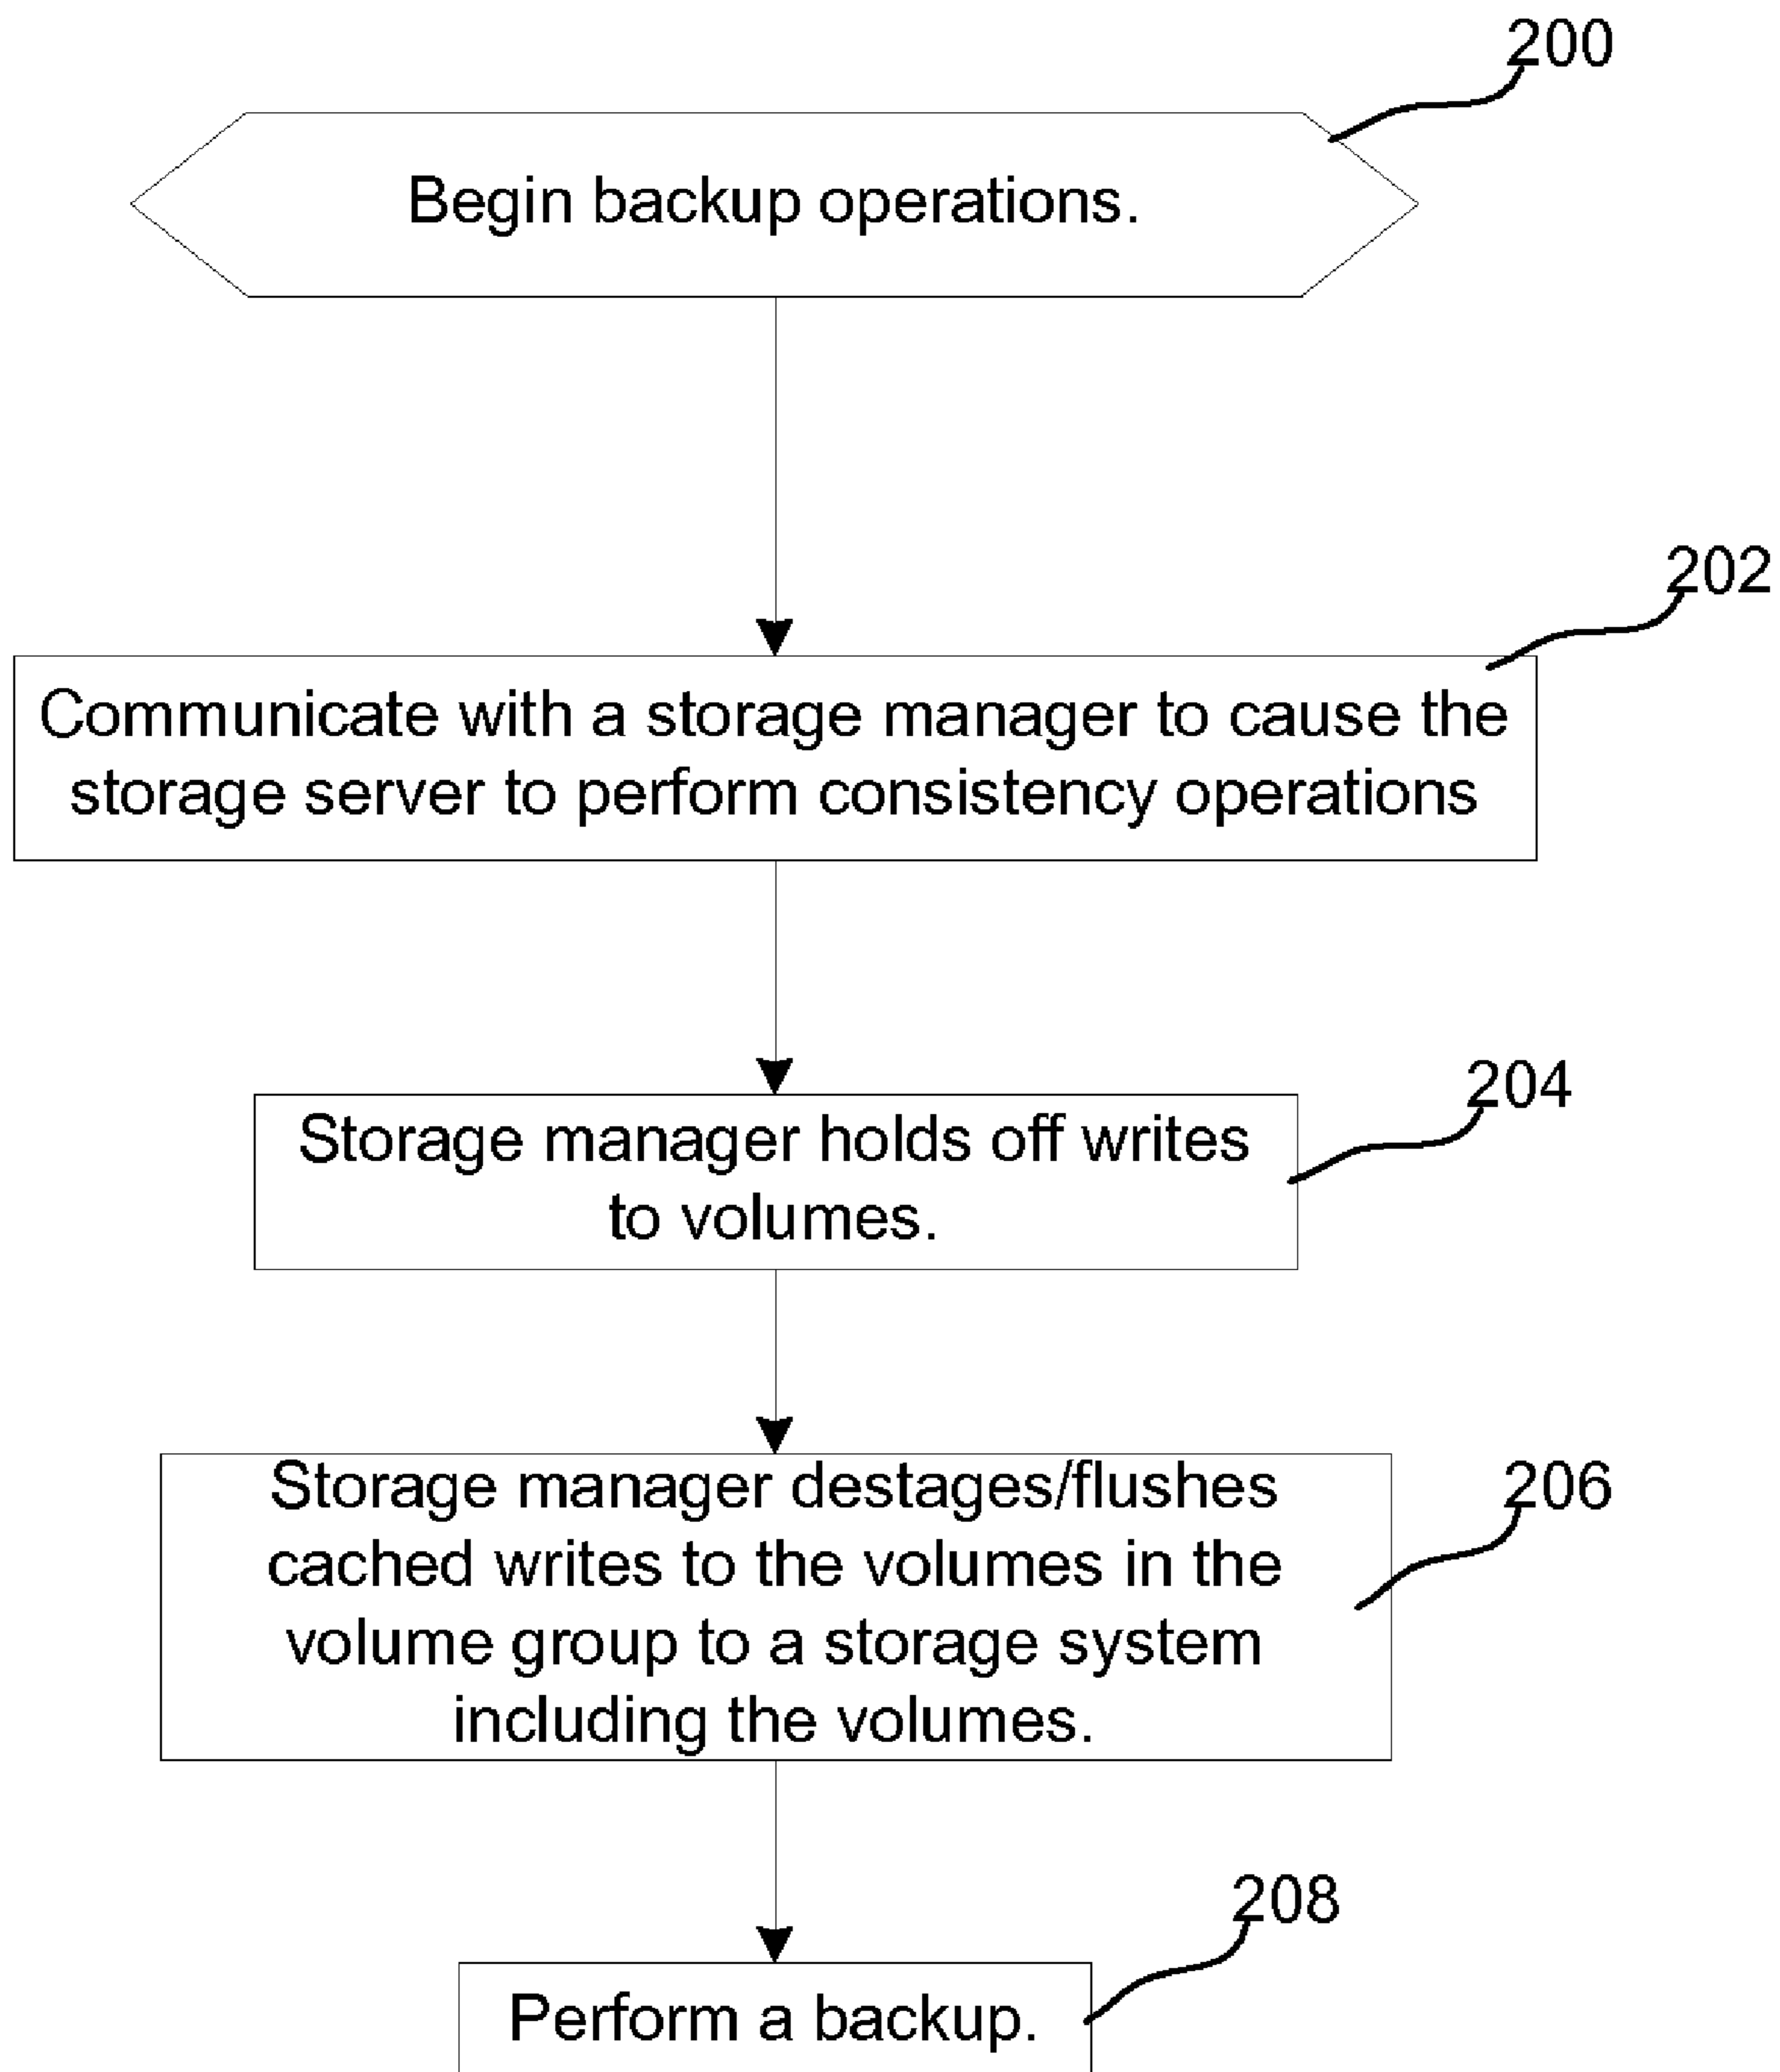 200
Begin backup operations.
202
Communicate with a storage manager to cause the
storage server to perform consistency operations
204
Storage manager holds off writes
to volumes.
206
Storage manager destages/flushes
cached writes to the volumes in the
volume group to a storage system
including the volumes.
208
Perform a backup.